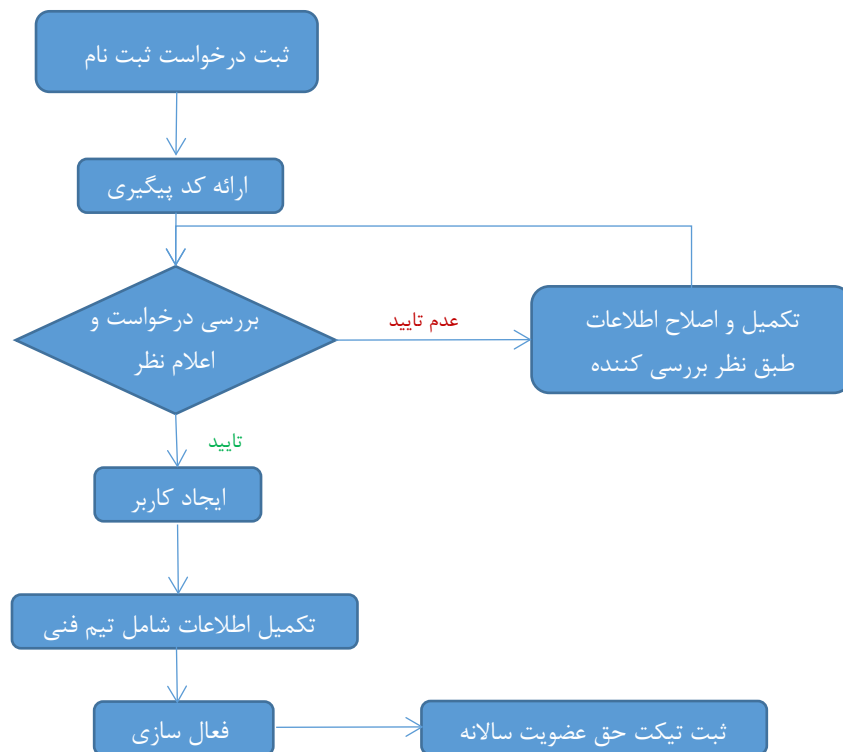 ثبت درخواست ثبت نام
ارائه کد پیگیری
بررسی درخواست و
اعلام نظر
عدم تایید
تکمیل و اصلاح اطلاعات
طبق نظر بررسی کننده
تایید
ایجاد کاربر
تکمیل اطلاعات شامل تیم فنی
فعال سازی
ثبت تیکت حق عضویت سالانه